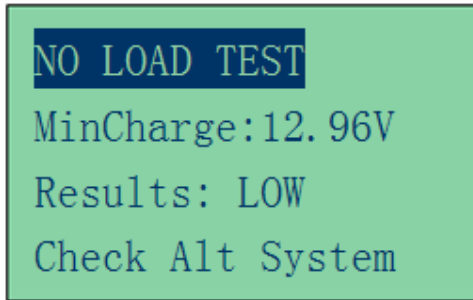 NO LOAD TEST
MinCharge:12.96V
Results: LOW
Check Alt System